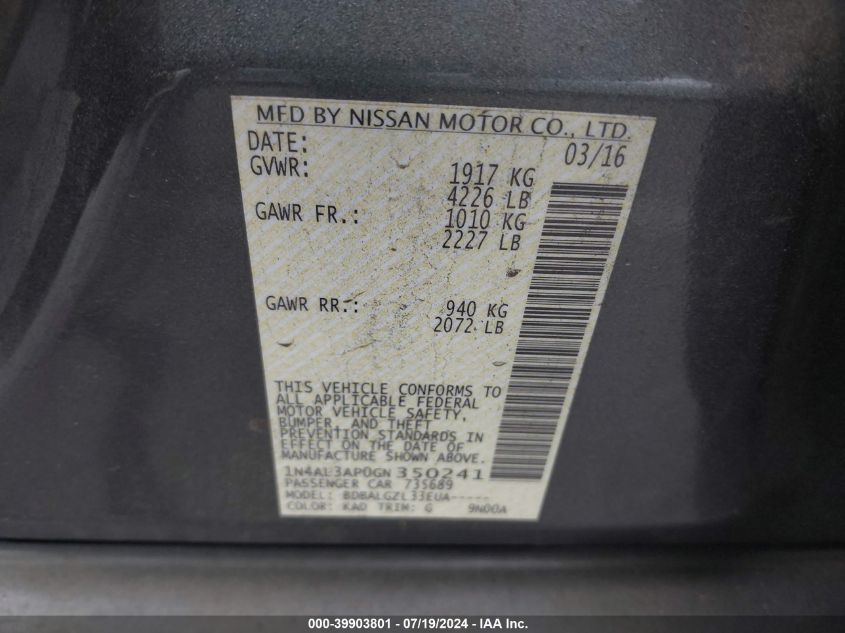 MFD BY NISSAN MOTOR CO., LTD.
DATE: 03/16
GVWR: 1917 KG
4226 LB
GAWR FR.: 1010 KG
2227 LB
GAWR RR.: 940 KG
2072 LB
THIS VEHICLE CONFORMS TO
ALL APPLICABLE FEDERAL
MOTOR VEHICLE SAFETY,
BUMPER, AND THEFT
PREVENTION STANDARDS IN
EFFECT ON THE DATE OF
MANUFACTURE SHOWN ABOVE.
1N4AL3AP0GN350241
PASSENGER CAR 735689
MODEL: BDBALGZL33EUA-----
COLOR: KAD TRIM: G 9N00A
000-39903801 - 07/19/2024 - IAA Inc.